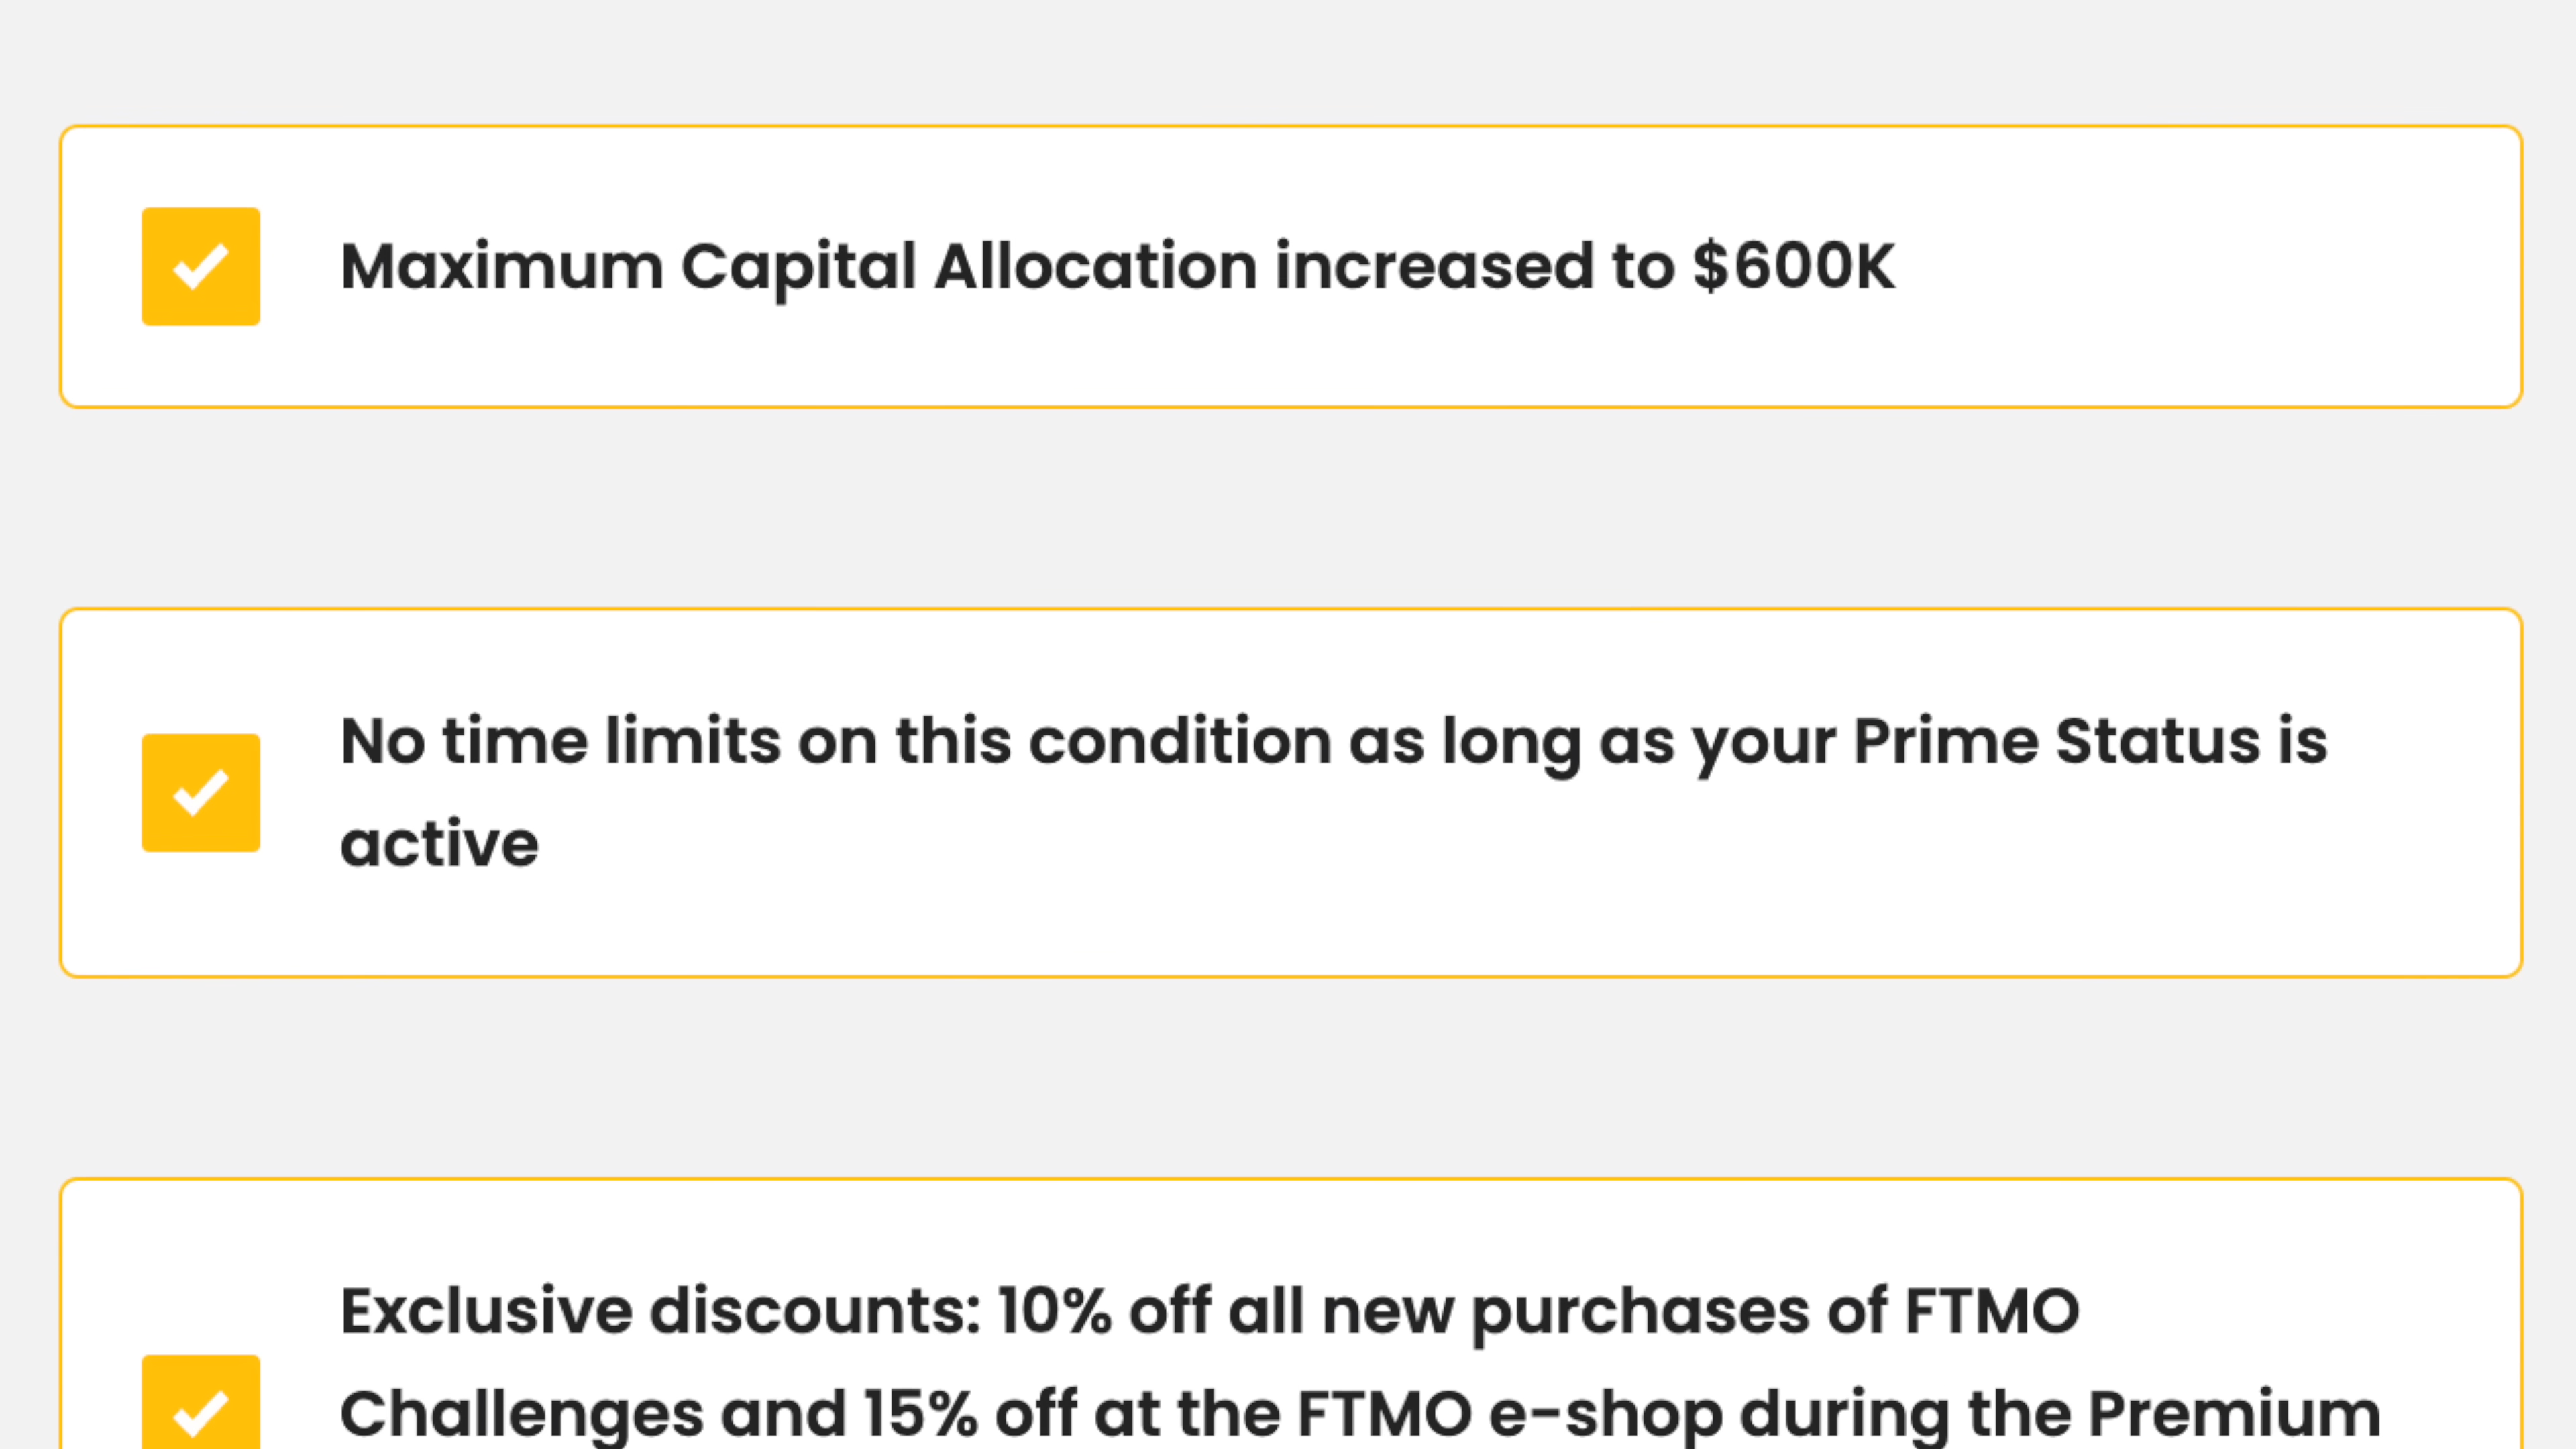 Maximum Capital Allocation increased to $600K
No time limits on this condition as long as your Prime Status is
active
Exclusive discounts: 10% off all new purchases of FTMO
Challenges and 15% off at the FTMO e-shop during the Premium